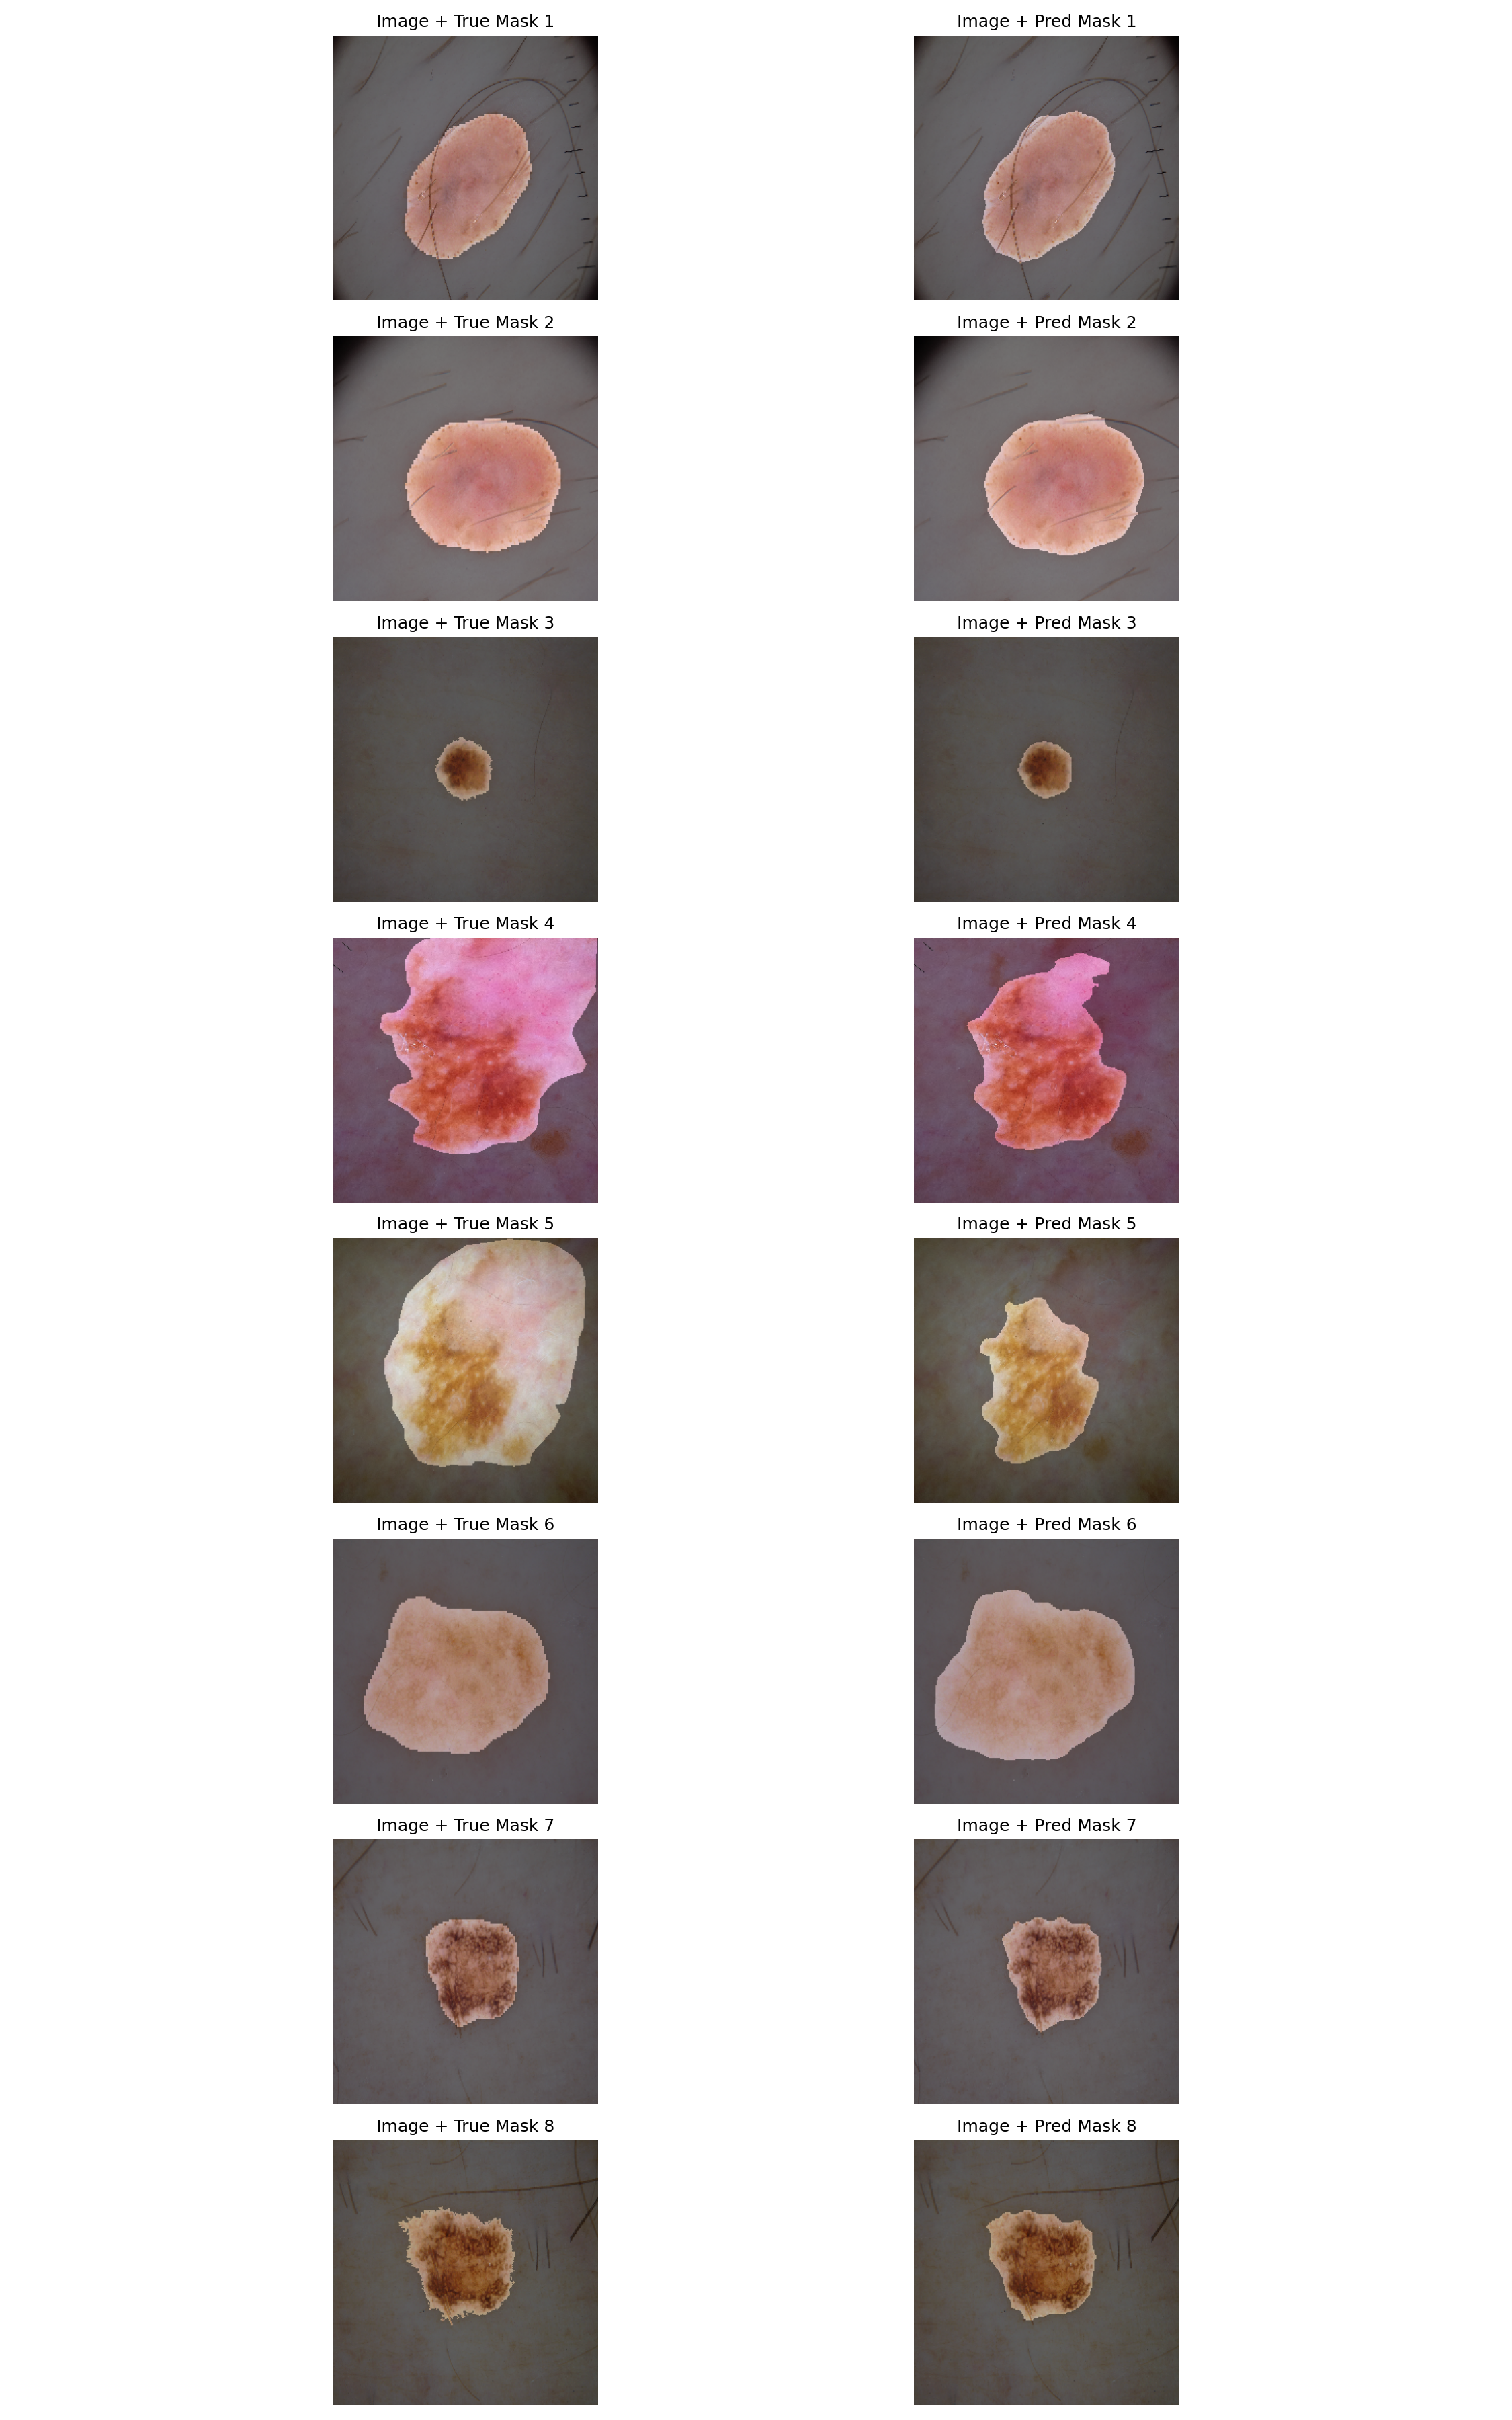 Image + True Mask 1
Image + Pred Mask 1
Image + True Mask 2
Image + Pred Mask 2
Image + True Mask 3
Image + Pred Mask 3
Image + True Mask 4
Image + Pred Mask 4
Image + True Mask 5
Image + Pred Mask 5
Image + True Mask 6
Image + Pred Mask 6
Image + True Mask 7
Image + Pred Mask 7
Image + True Mask 8
Image + Pred Mask 8